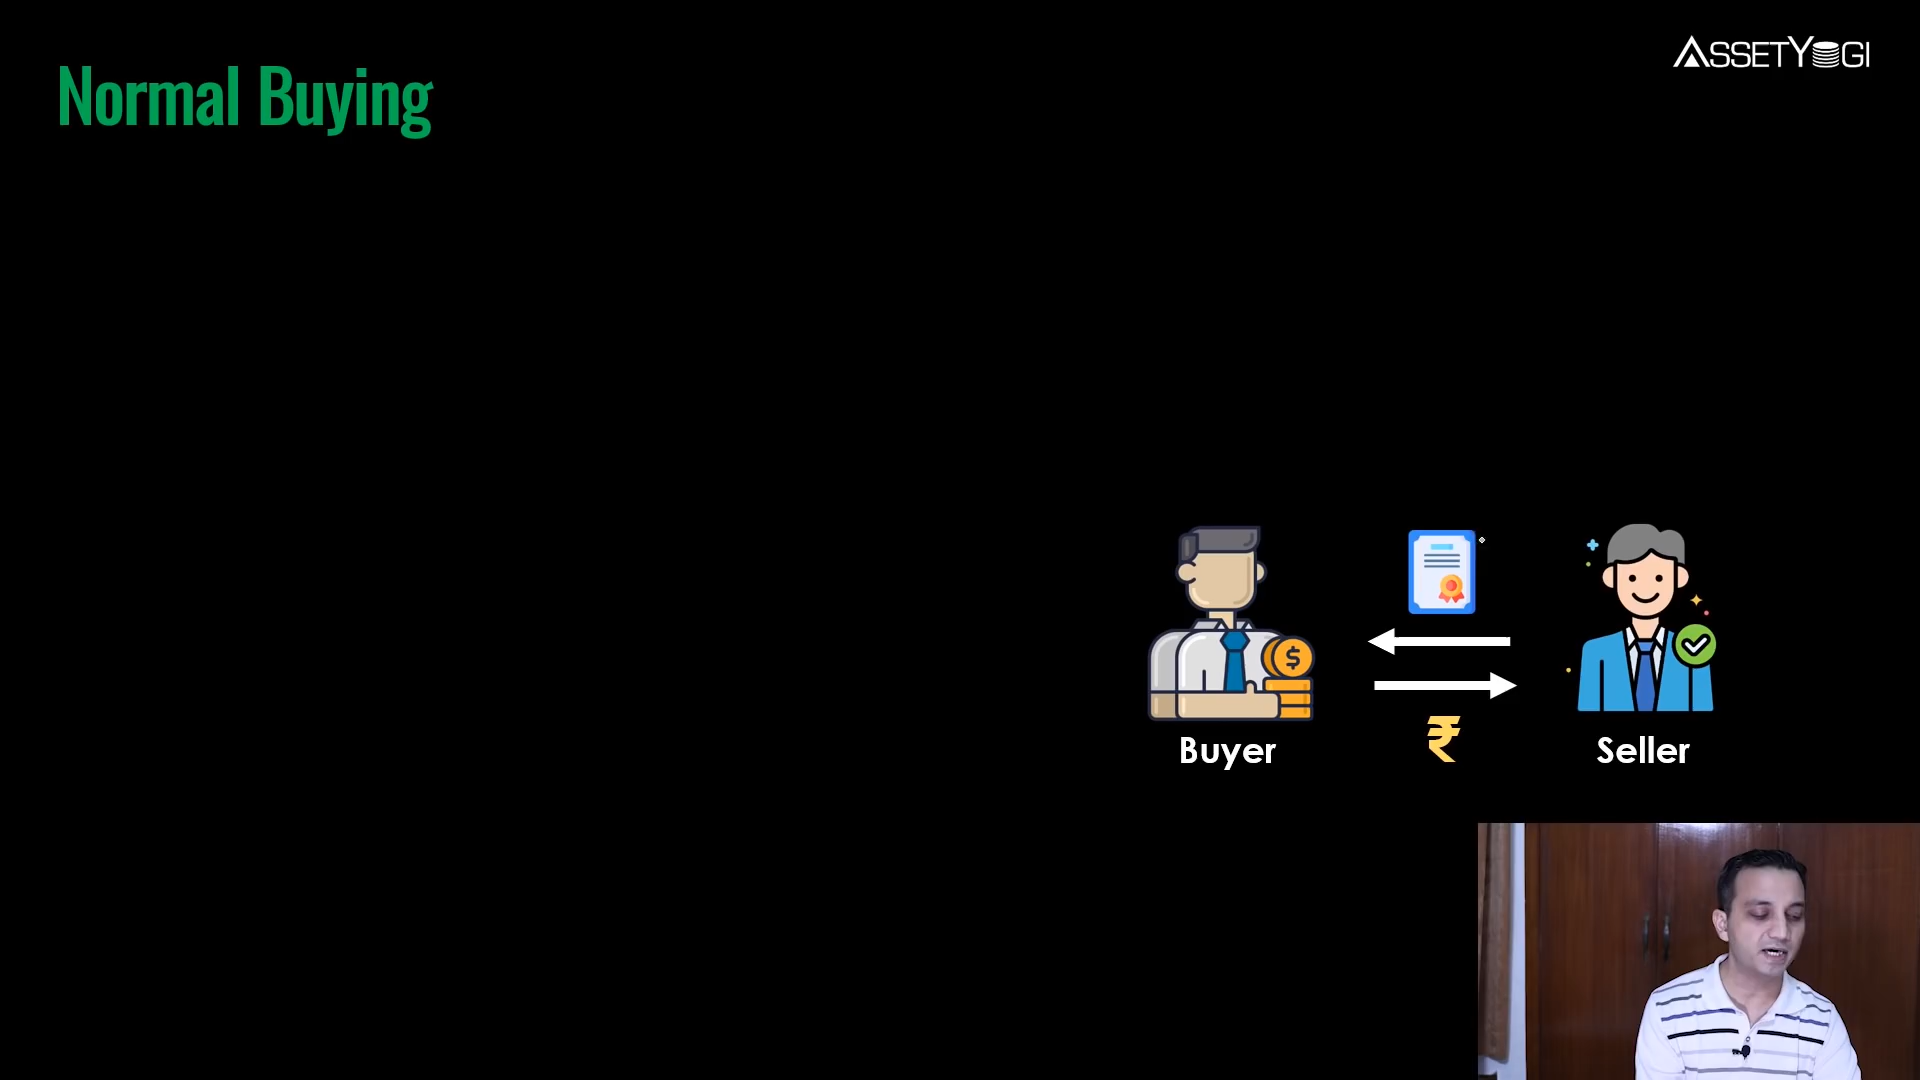 ASSETYOGI
Normal Buying
$
₹
Buyer
Seller